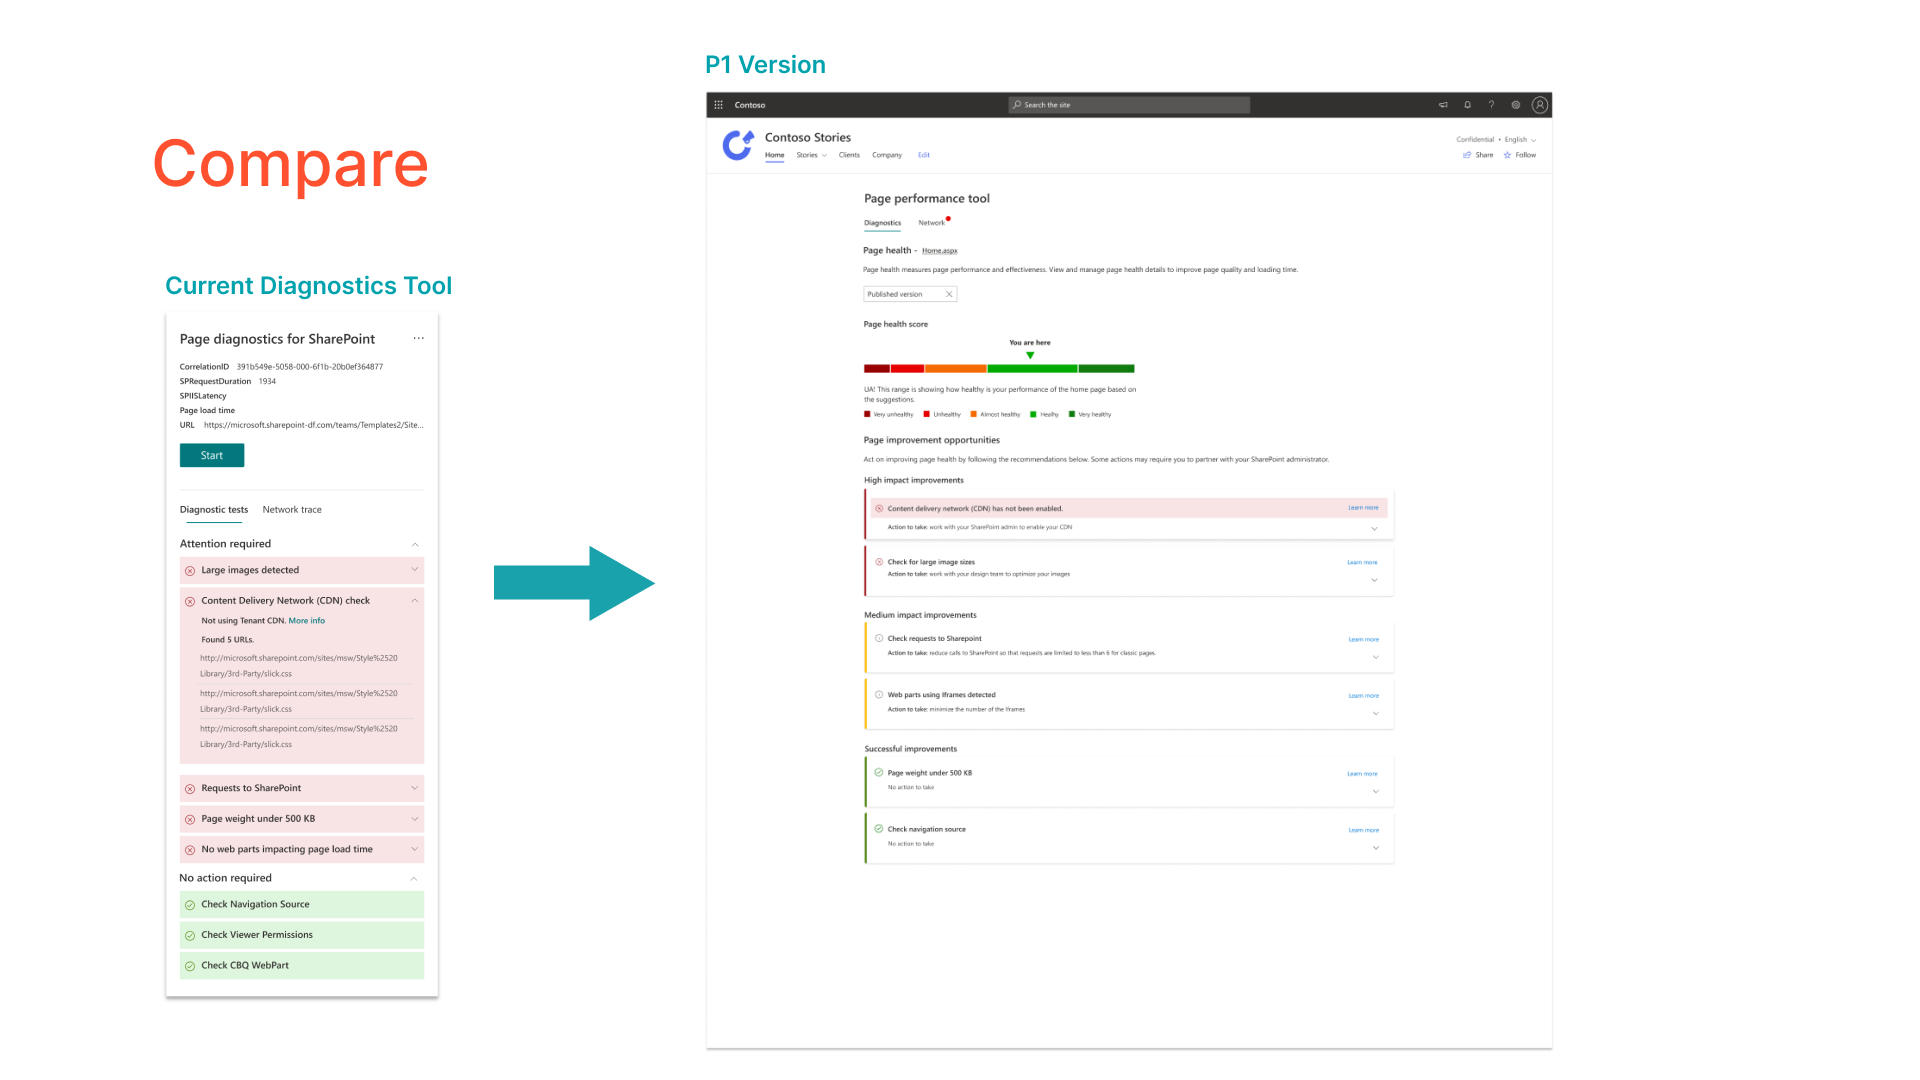 Compare
Current Diagnostics Tool
Page diagnostics for SharePoint
CorrelationID 391b549e-5058-000-6f1b-20b0ef364877
SPRequestDuration 1934
SPIISLatency
Page load time
URL https://microsoft.sharepoint-df.com/teams/Templates2/Site...
Start
Diagnostic tests Network trace
Attention required
Large images detected
Content Delivery Network (CDN) check
Not using Tenant CDN. More info
Found 5 URLs.
http://microsoft.sharepoint.com/sites/msw/Style%2520
Library/3rd-Party/slick.css
http://microsoft.sharepoint.com/sites/msw/Style%2520
Library/3rd-Party/slick.css
http://microsoft.sharepoint.com/sites/msw/Style%2520
Library/3rd-Party/slick.css
Requests to SharePoint
Page weight under 500 KB
No web parts impacting page load time
No action required
Check Navigation Source
Check Viewer Permissions
Check CBQ WebPart
P1 Version
Contoso Search the site
Contoso Stories
Confidential • English
Home Stories Clients Company Edit
Share Follow
Page performance tool
Diagnostics Network
Page health - Home.aspx
Page health measures page performance and effectiveness. View and manage page health details to improve page quality and loading time.
Published version
Page health score
You are here
UA! This range is showing how healthy is your performance of the home page based on
the suggestions.
Very unhealthy Unhealthy Almost healthy Healhy Very healthy
Page improvement opportunities
Act on improving page health by following the recommendations below. Some actions may require you to partner with your SharePoint administrator.
High impact improvements
Content delivery network (CDN) has not been enabled. Learn more
Action to take: work with your SharePoint admin to enable your CDN
Check for large image sizes Learn more
Action to take: work with your design team to optimize your images
Medium impact improvements
Check requests to Sharepoint Learn more
Action to take: reduce calls to SharePoint so that requests are limited to less than 6 for classic pages.
Web parts using Iframes detected Learn more
Action to take: minimize the number of the Iframes
Successful improvements
Page weight under 500 KB Learn more
No action to take
Check navigation source Learn more
No action to take